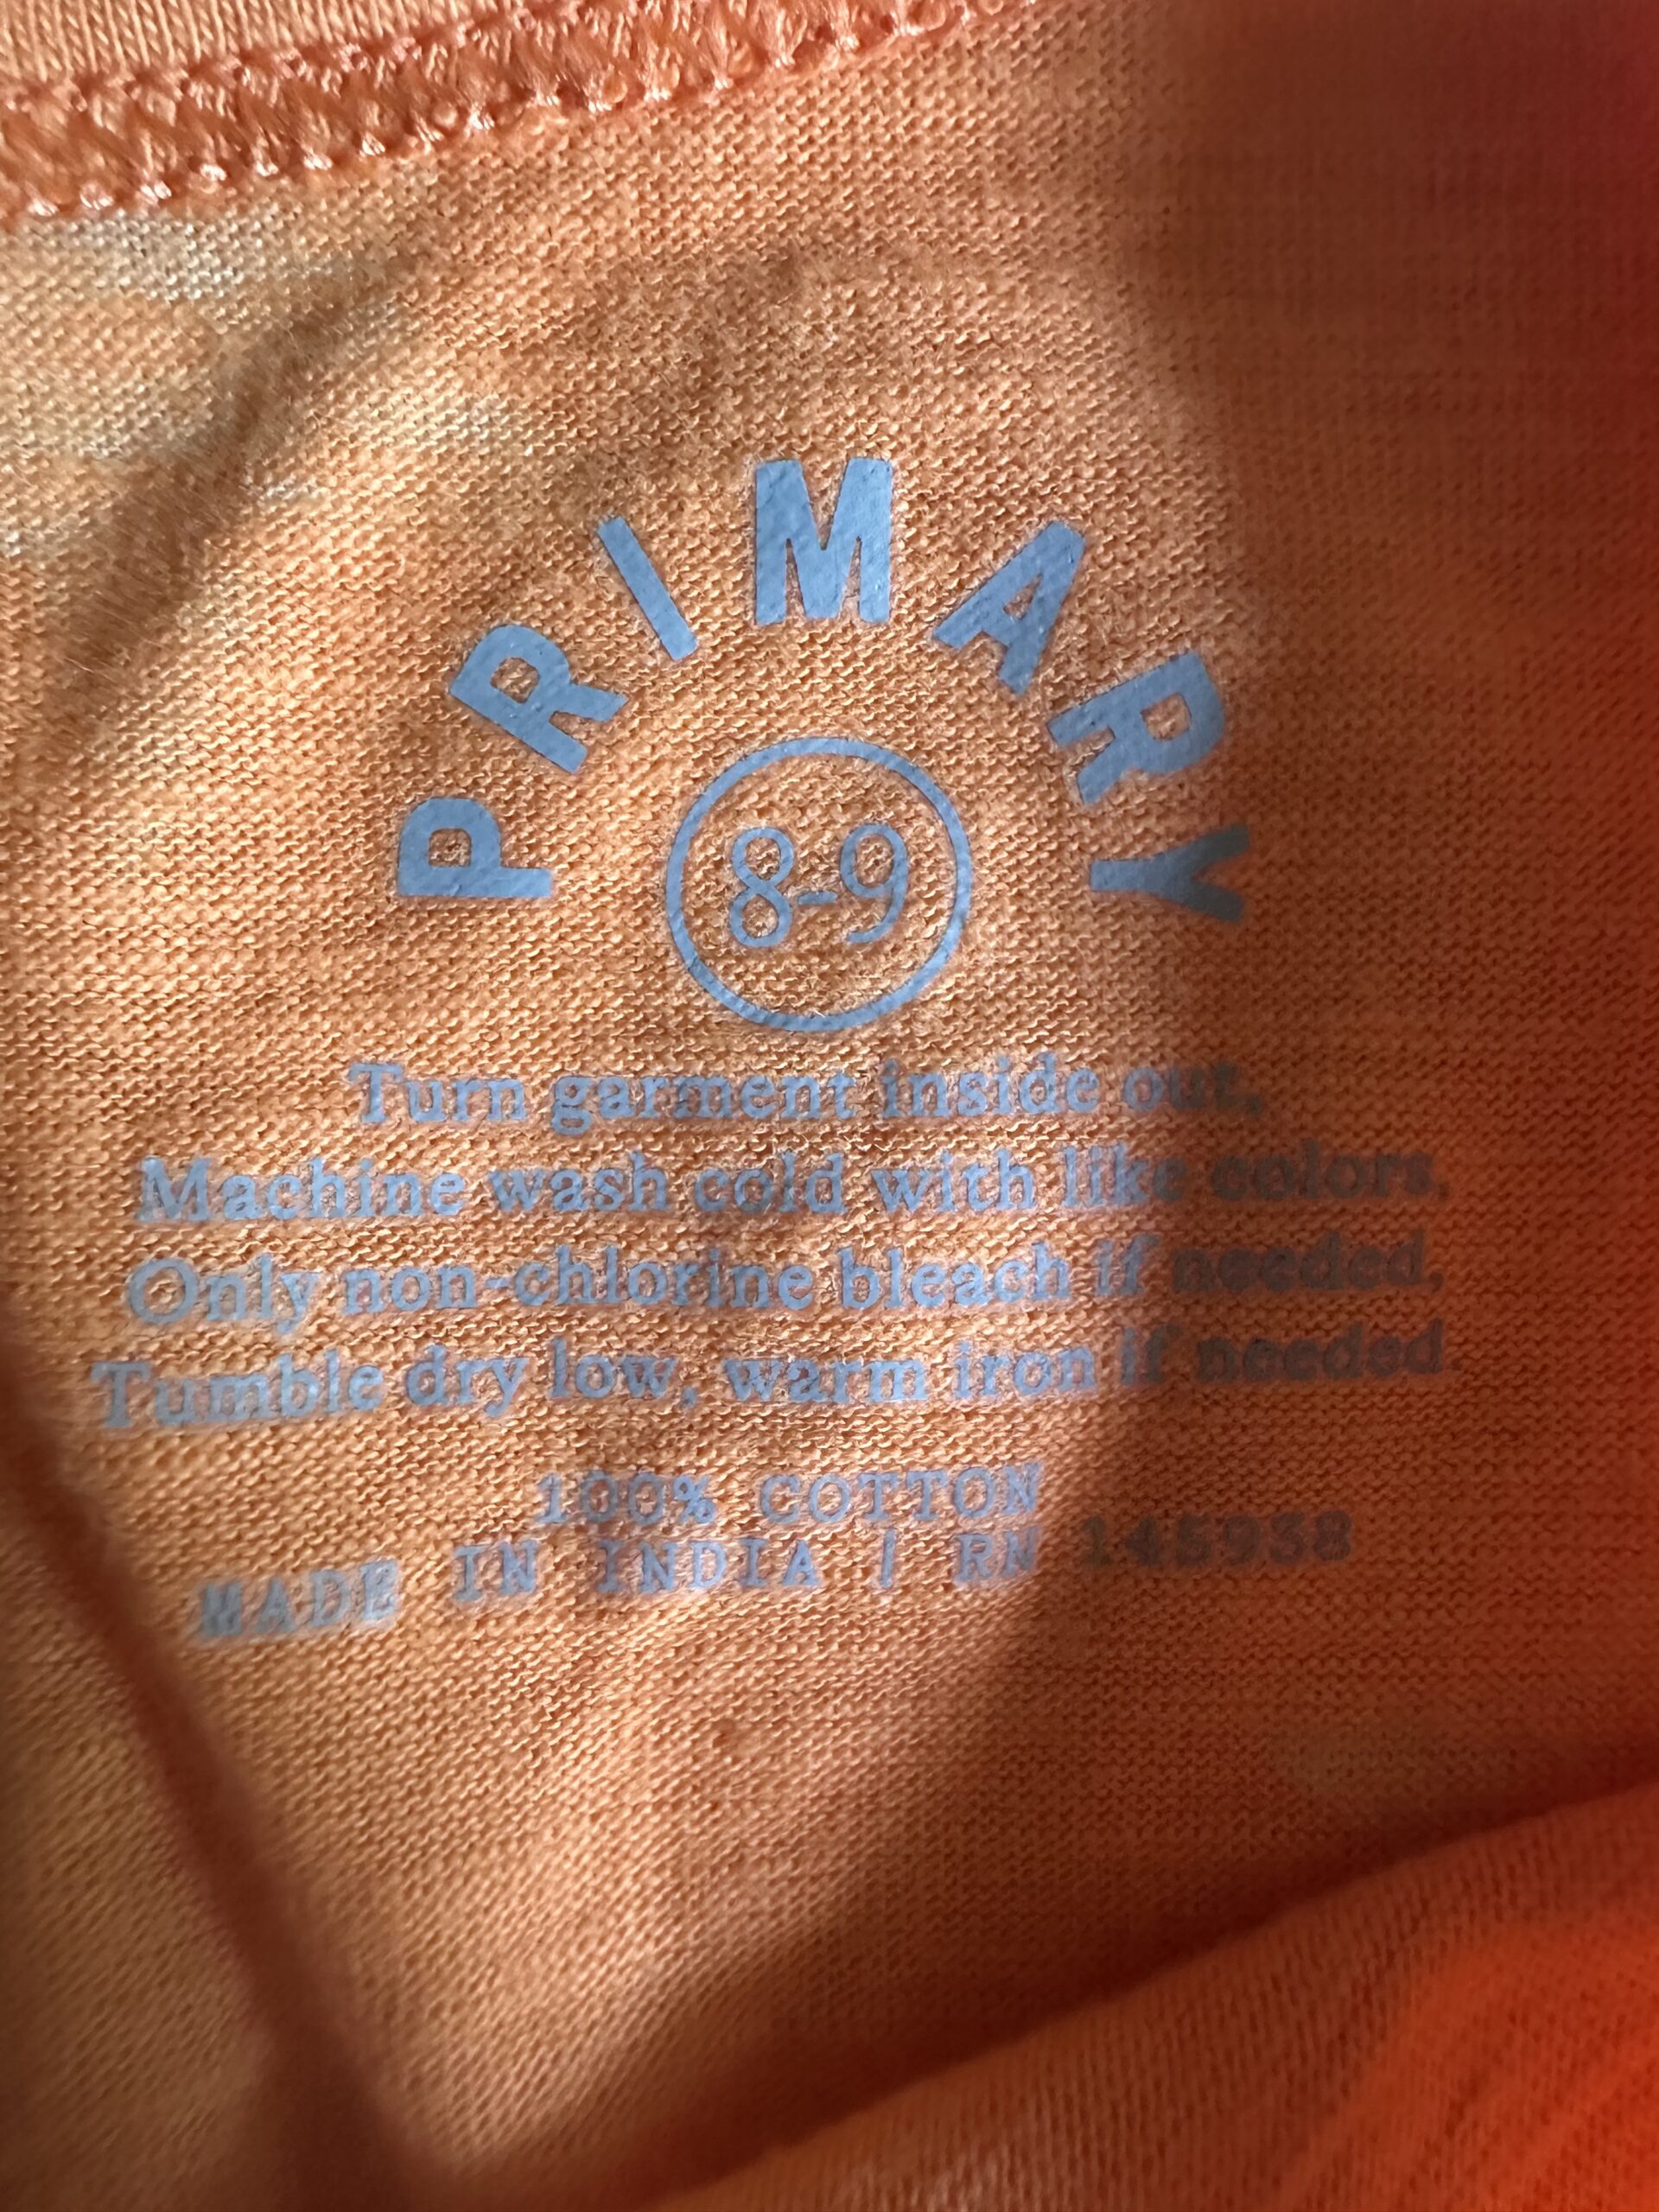 PRIMARY
8-9
Turn garment inside out,
Machine wash cold with like colors,
Only non-chlorine bleach if needed,
Tumble dry low, warm iron if needed.
100% COTTON
MADE IN INDIA / RN 145938